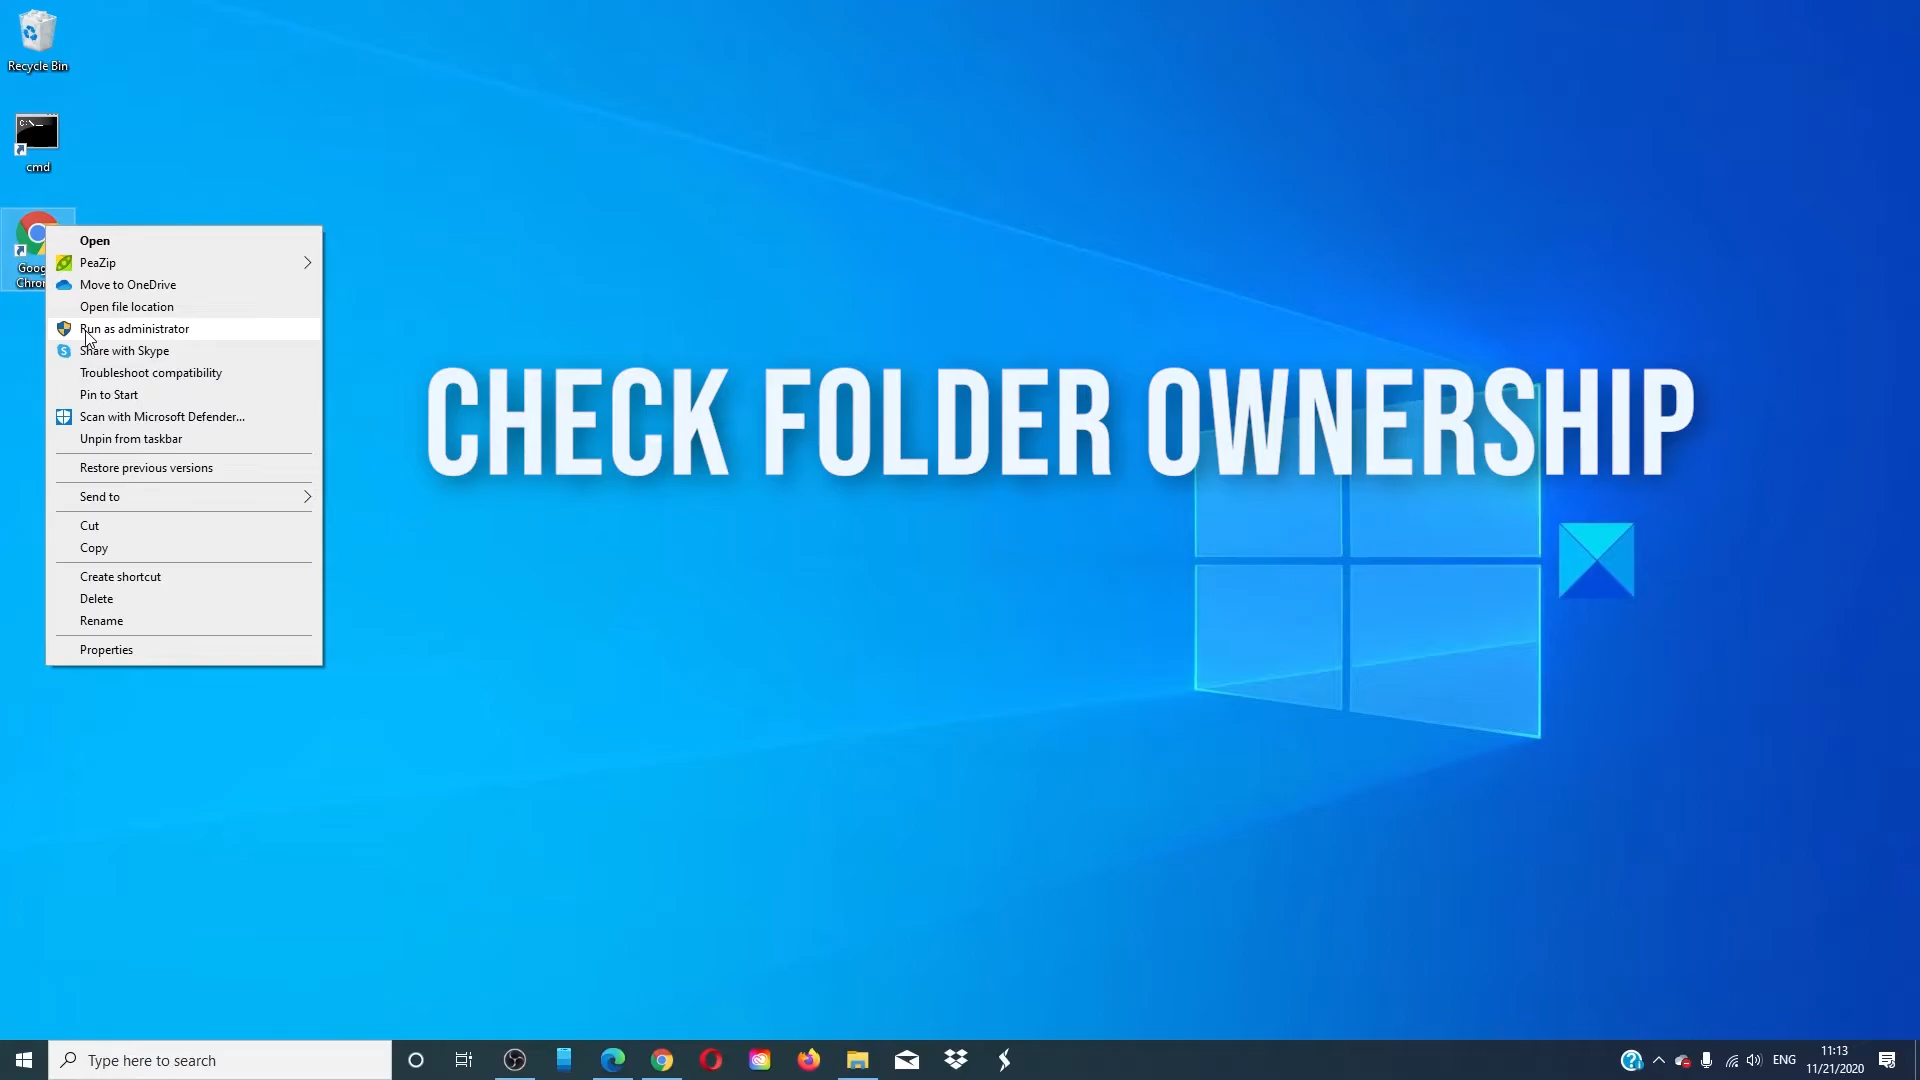 Recycle Bin
C:\._
cmd
Goog
Chron
Open
PeaZip
Move to OneDrive
Open file location
Run as administrator
Share with Skype
Troubleshoot compatibility
Pin to Start
Scan with Microsoft Defender...
Unpin from taskbar
Restore previous versions
Send to
Cut
Copy
Create shortcut
Delete
Rename
Properties
CHECK FOLDER OWNERSHIP
Type here to search
ENG
11:13
11/21/2020